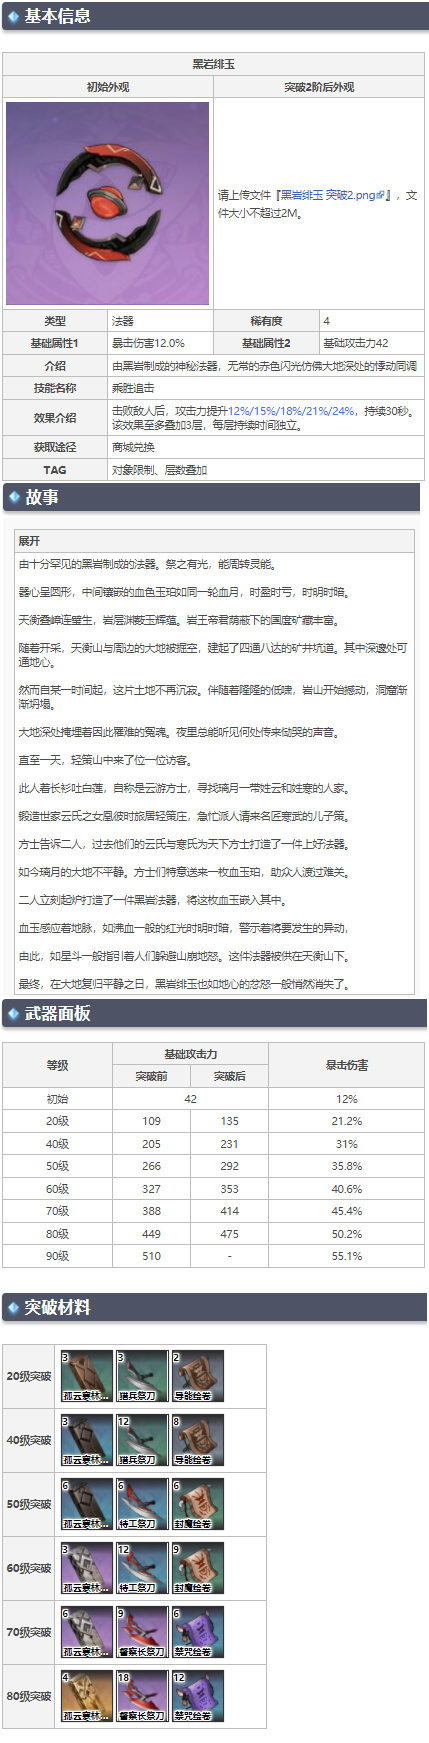 基本信息
黑岩绯玉
初始外观 突破2阶后外观
请上传文件『黑岩绯玉 突破2.png』，文
件大小不超过2M。
类型 法器 稀有度 4
基础属性1 暴击伤害12.0% 基础属性2 基础攻击力42
介绍 由黑岩制成的神秘法器，无常的赤色闪光仿佛大地深处的悸动同调
技能名称 乘胜追击
效果介绍 击败敌人后，攻击力提升12%/15%/18%/21%/24%，持续30秒。
该效果至多叠加3层，每层持续时间独立。
获取途径 商城兑换
TAG 对象限制、层数叠加
故事
展开
由十分罕见的黑岩制成的法器。祭之有光，能周转灵能。
器心呈圆形，中间镶嵌的血色玉珀如同一轮血月，时盈时亏，时明时暗。
天衡叠嶂连璧生，岩层渊薮玉辉蕴。岩王帝君荫蔽下的国度矿藏丰富。
随着开采，天衡山与周边的大地被掘空，建起了四通八达的矿井坑道。其中深邃处可
通地心。
然而自某一时间起，这片土地不再沉寂。伴随着隆隆的低啸，岩山开始撼动，洞窟渐
渐坍塌。
大地深处掩埋着因此罹难的冤魂。夜里总能听见何处传来恸哭的声音。
直至一天，轻策山中来了位一位访客。
此人着长衫吐白莲，自称是云游方士，寻找璃月一带姓云和姓寒的人家。
锻造世家云氏之女凰彼时旅居轻策庄，急忙派人请来名匠寒武的儿子策。
方士告诉二人，过去他们的云氏与寒氏为天下方士打造了一件上好法器。
如今璃月的大地不平静。方士们特意送来一枚血玉珀，助众人渡过难关。
二人立刻起炉打造了一件黑岩法器，将这枚血玉嵌入其中。
血玉感应着地脉，如沸血一般的红光时明时暗，警示着将要发生的异动，
由此，如星斗一般指引着人们躲避山崩地怒。这件法器被供在天衡山下。
最终，在大地复归平静之日，黑岩绯玉也如地心的忿怒一般悄然消失了。
武器面板
等级 基础攻击力 暴击伤害
突破前 突破后
初始 42 12%
20级 109 135 21.2%
40级 205 231 31%
50级 266 292 35.8%
60级 327 353 40.6%
70级 388 414 45.4%
80级 449 475 50.2%
90级 510 - 55.1%
突破材料
20级突破 3 孤云寒林... 3 猎兵祭刀 2 导能绘卷
40级突破 3 孤云寒林... 12 猎兵祭刀 8 导能绘卷
50级突破 6 孤云寒林... 6 特工祭刀 6 封魔绘卷
60级突破 3 孤云寒林... 12 特工祭刀 9 封魔绘卷
70级突破 6 孤云寒林... 9 督察长祭刀 6 禁咒绘卷
80级突破 4 孤云寒林... 18 督察长祭刀 12 禁咒绘卷